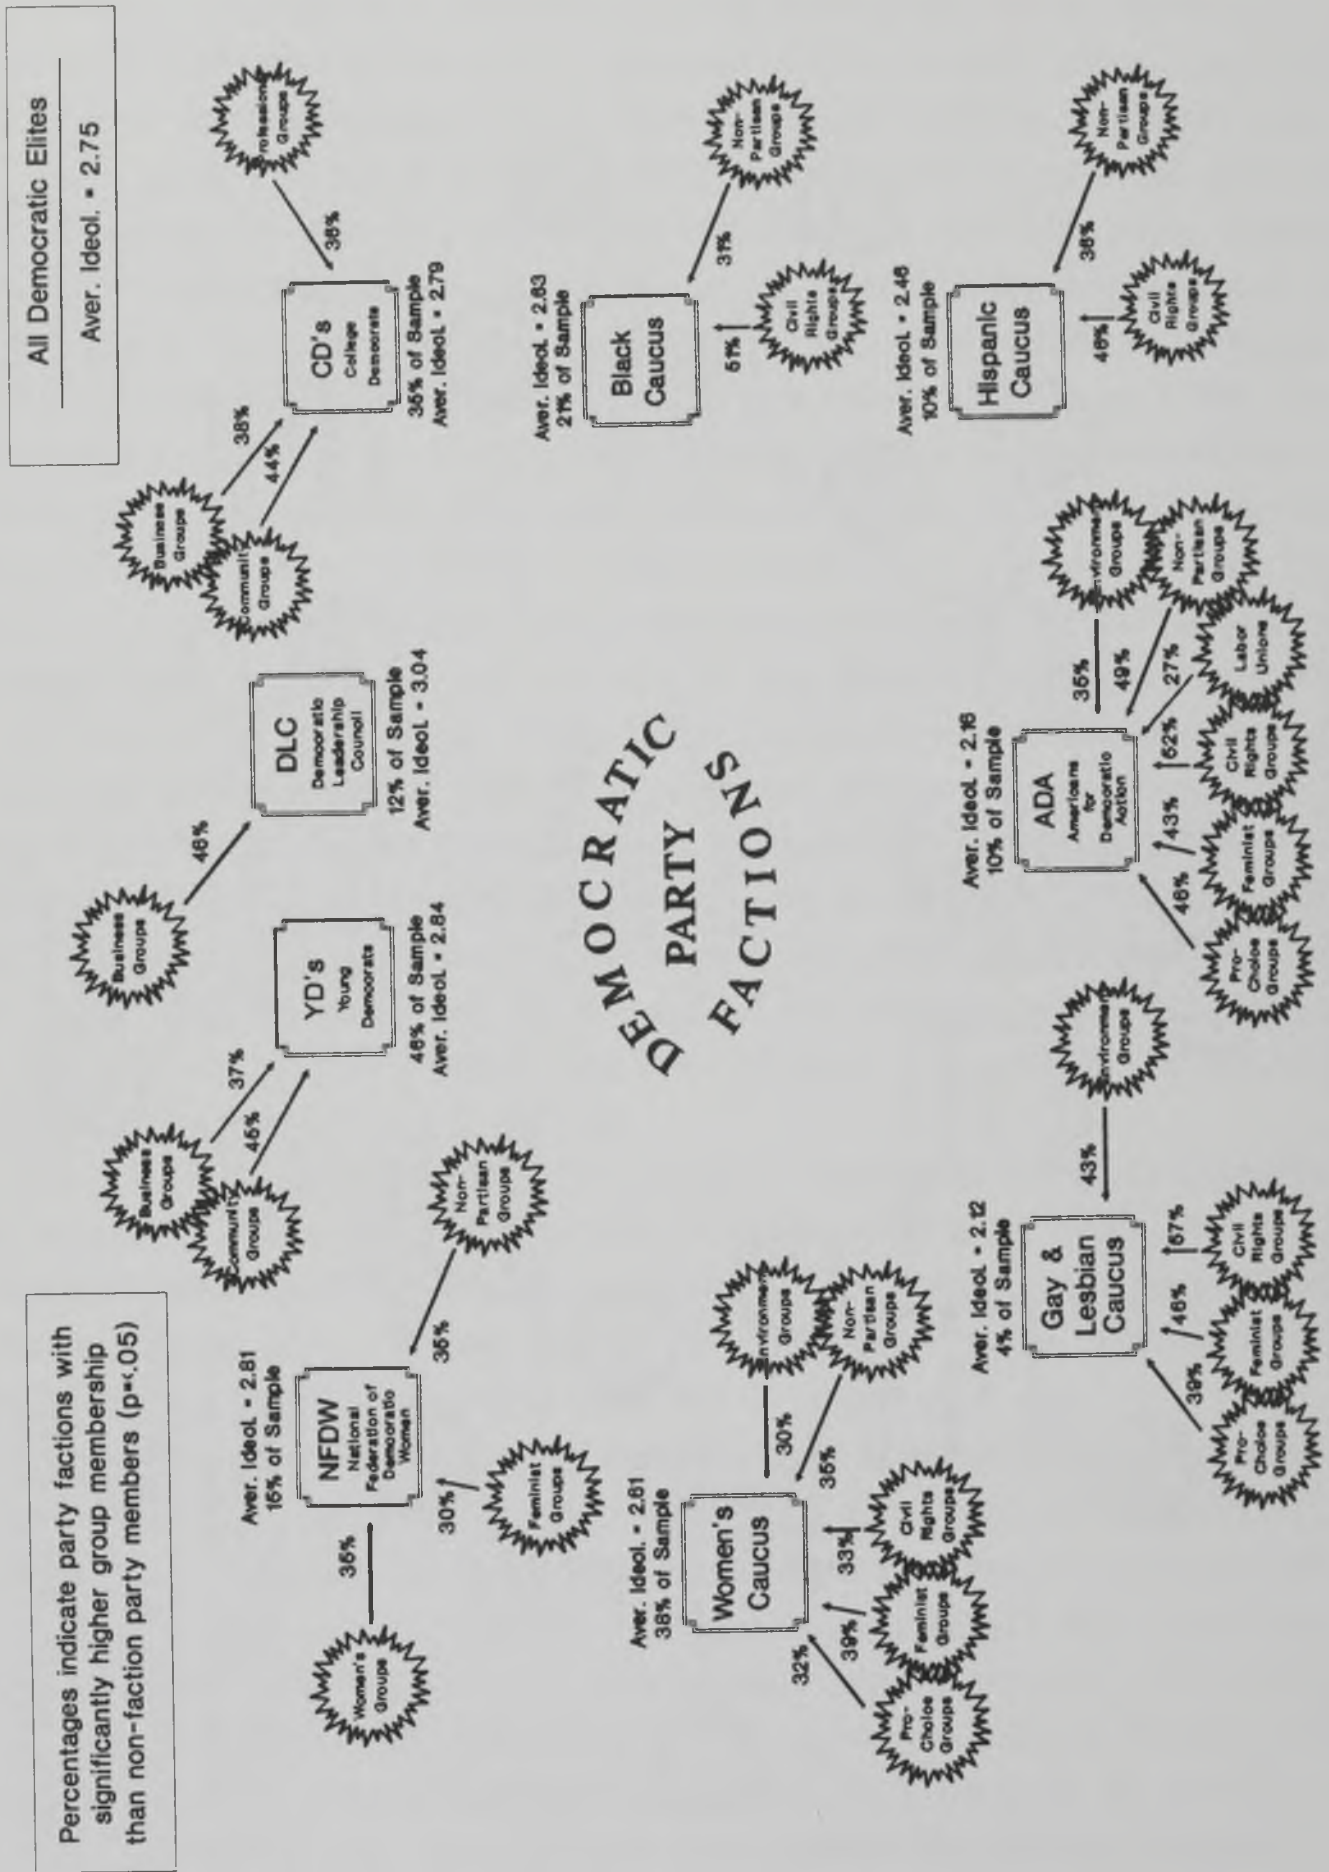 Percentages indicate party factions with
significantly higher group membership
than non-faction party members (p=<.05)
All Democratic Elites
Aver. Ideol. = 2.75
DEMOCRATIC
PARTY
FACTIONS
Aver. Ideol. = 2.81
15% of Sample
NFDW
National
Federation of
Democratic
Women
35%
Women's
Groups
30%
Feminist
Groups
35%
Non-
Partisan
Groups
Business
Groups
37%
Community
Groups
45%
YD's
Young
Democrats
46% of Sample
Aver. Ideol. = 2.84
Business
Groups
46%
DLC
Democratic
Leadership
Council
12% of Sample
Aver. Ideol. = 3.04
Business
Groups
38%
Community
Groups
44%
CD's
College
Democrats
35% of Sample
Aver. Ideol. = 2.79
36%
Professional
Groups
Aver. Ideol. = 2.61
38% of Sample
Women's
Caucus
32%
Pro-
Choice
Groups
39%
Feminist
Groups
33%
Civil
Rights
Groups
35%
Non-
Partisan
Groups
30%
Environment
Groups
Aver. Ideol. = 2.63
21% of Sample
Black
Caucus
51%
Civil
Rights
Groups
31%
Non-
Partisan
Groups
Aver. Ideol. = 2.12
4% of Sample
Gay &
Lesbian
Caucus
39%
Pro-
Choice
Groups
46%
Feminist
Groups
57%
Civil
Rights
Groups
43%
Environment
Groups
Aver. Ideol. = 2.16
10% of Sample
ADA
Americans
for
Democratic
Action
46%
Pro-
Choice
Groups
43%
Feminist
Groups
52%
Civil
Rights
Groups
27%
Labor
Unions
49%
Non-
Partisan
Groups
35%
Environment
Groups
Aver. Ideol. = 2.46
10% of Sample
Hispanic
Caucus
46%
Civil
Rights
Groups
36%
Non-
Partisan
Groups